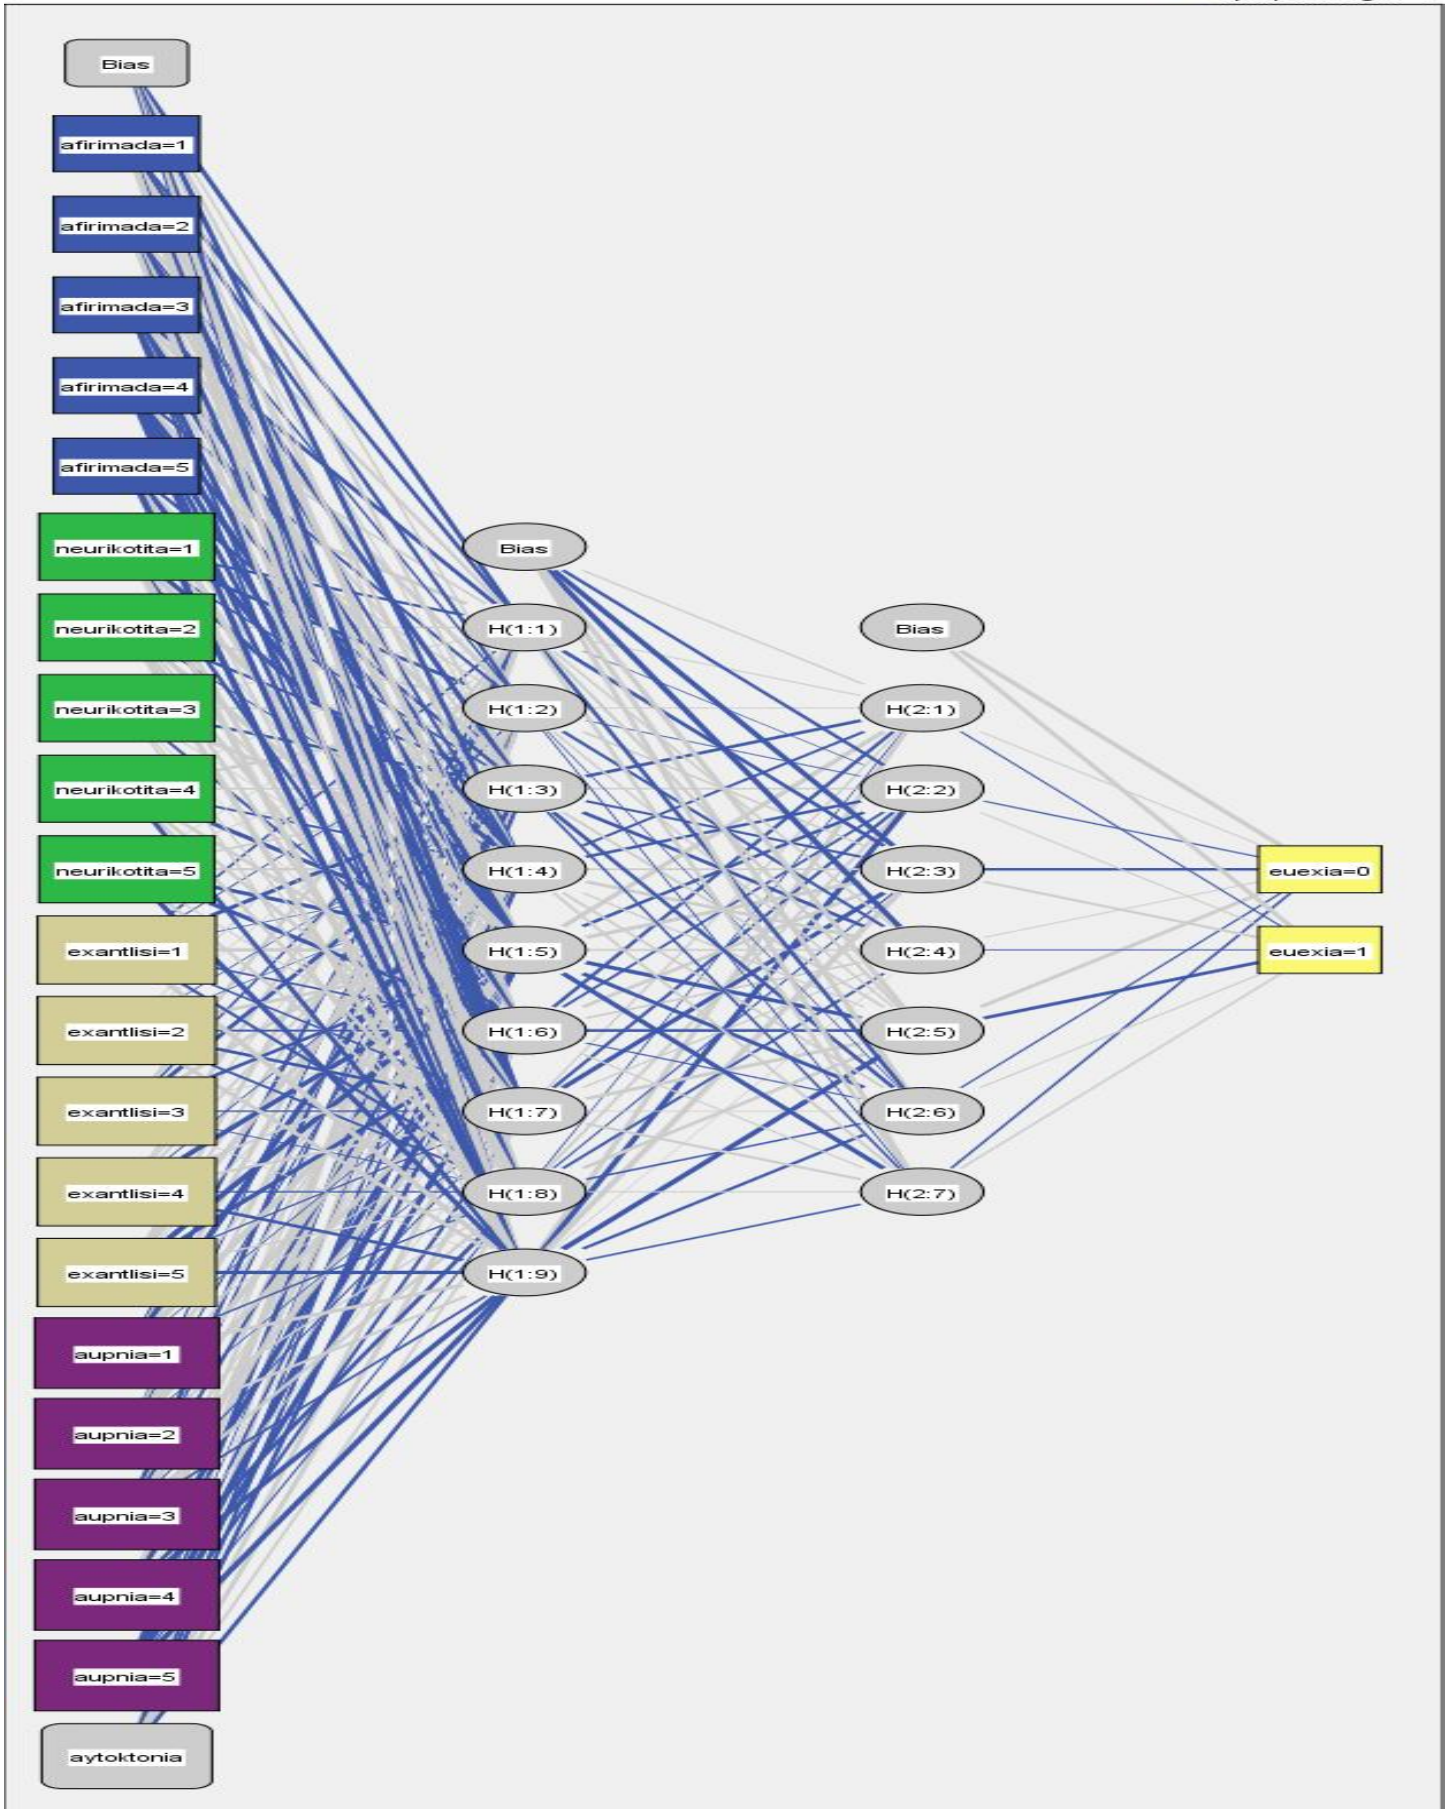 Bias
afirimada=1
afirimada=2
afirimada=3
afirimada=4
afirimada=5
neurikotita=1
neurikotita=2
neurikotita=3
neurikotita=4
neurikotita=5
exantlisi=1
exantlisi=2
exantlisi=3
exantlisi=4
exantlisi=5
aupnia=1
aupnia=2
aupnia=3
aupnia=4
aupnia=5
aytoktonia
Bias
H(1:1)
H(1:2)
H(1:3)
H(1:4)
H(1:5)
H(1:6)
H(1:7)
H(1:8)
H(1:9)
Bias
H(2:1)
H(2:2)
H(2:3)
H(2:4)
H(2:5)
H(2:6)
H(2:7)
euexia=0
euexia=1